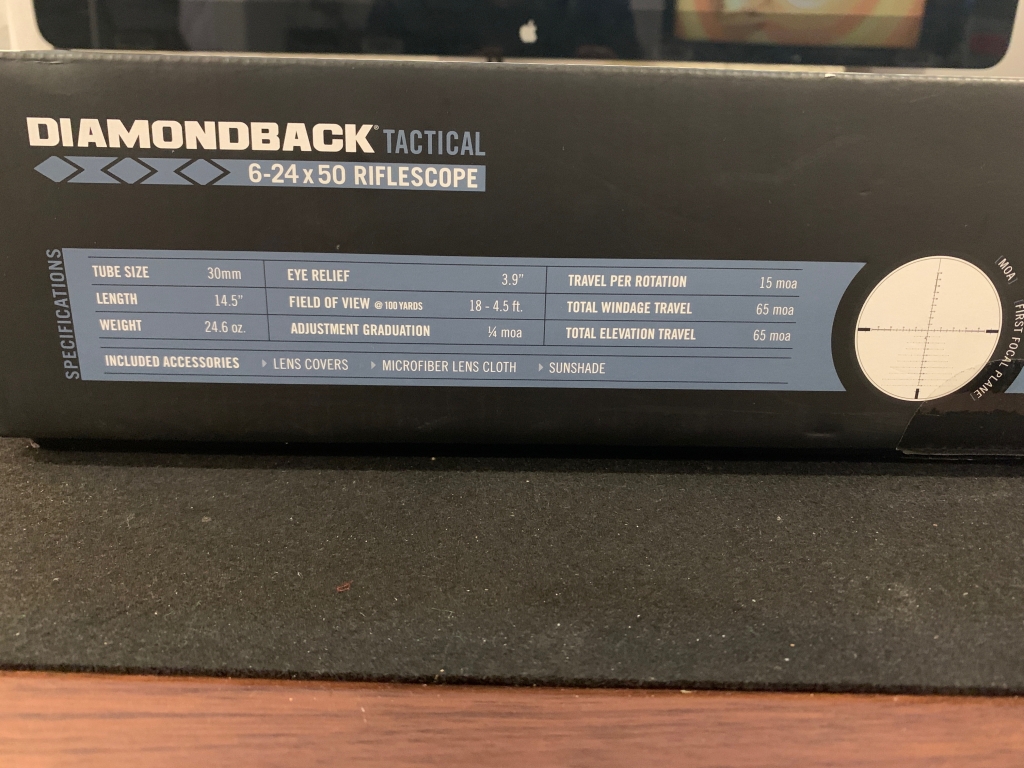 DIAMONDBACK® TACTICAL
6-24 x 50 RIFLESCOPE
SPECIFICATIONS
TUBE SIZE 30mm
LENGTH 14.5"
WEIGHT 24.6 oz.
EYE RELIEF 3.9"
FIELD OF VIEW @ 100 YARDS 18 - 4.5 ft.
ADJUSTMENT GRADUATION ¼ moa
TRAVEL PER ROTATION 15 moa
TOTAL WINDAGE TRAVEL 65 moa
TOTAL ELEVATION TRAVEL 65 moa
INCLUDED ACCESSORIES LENS COVERS MICROFIBER LENS CLOTH SUNSHADE
(MOA)
FIRST FOCAL PLANE